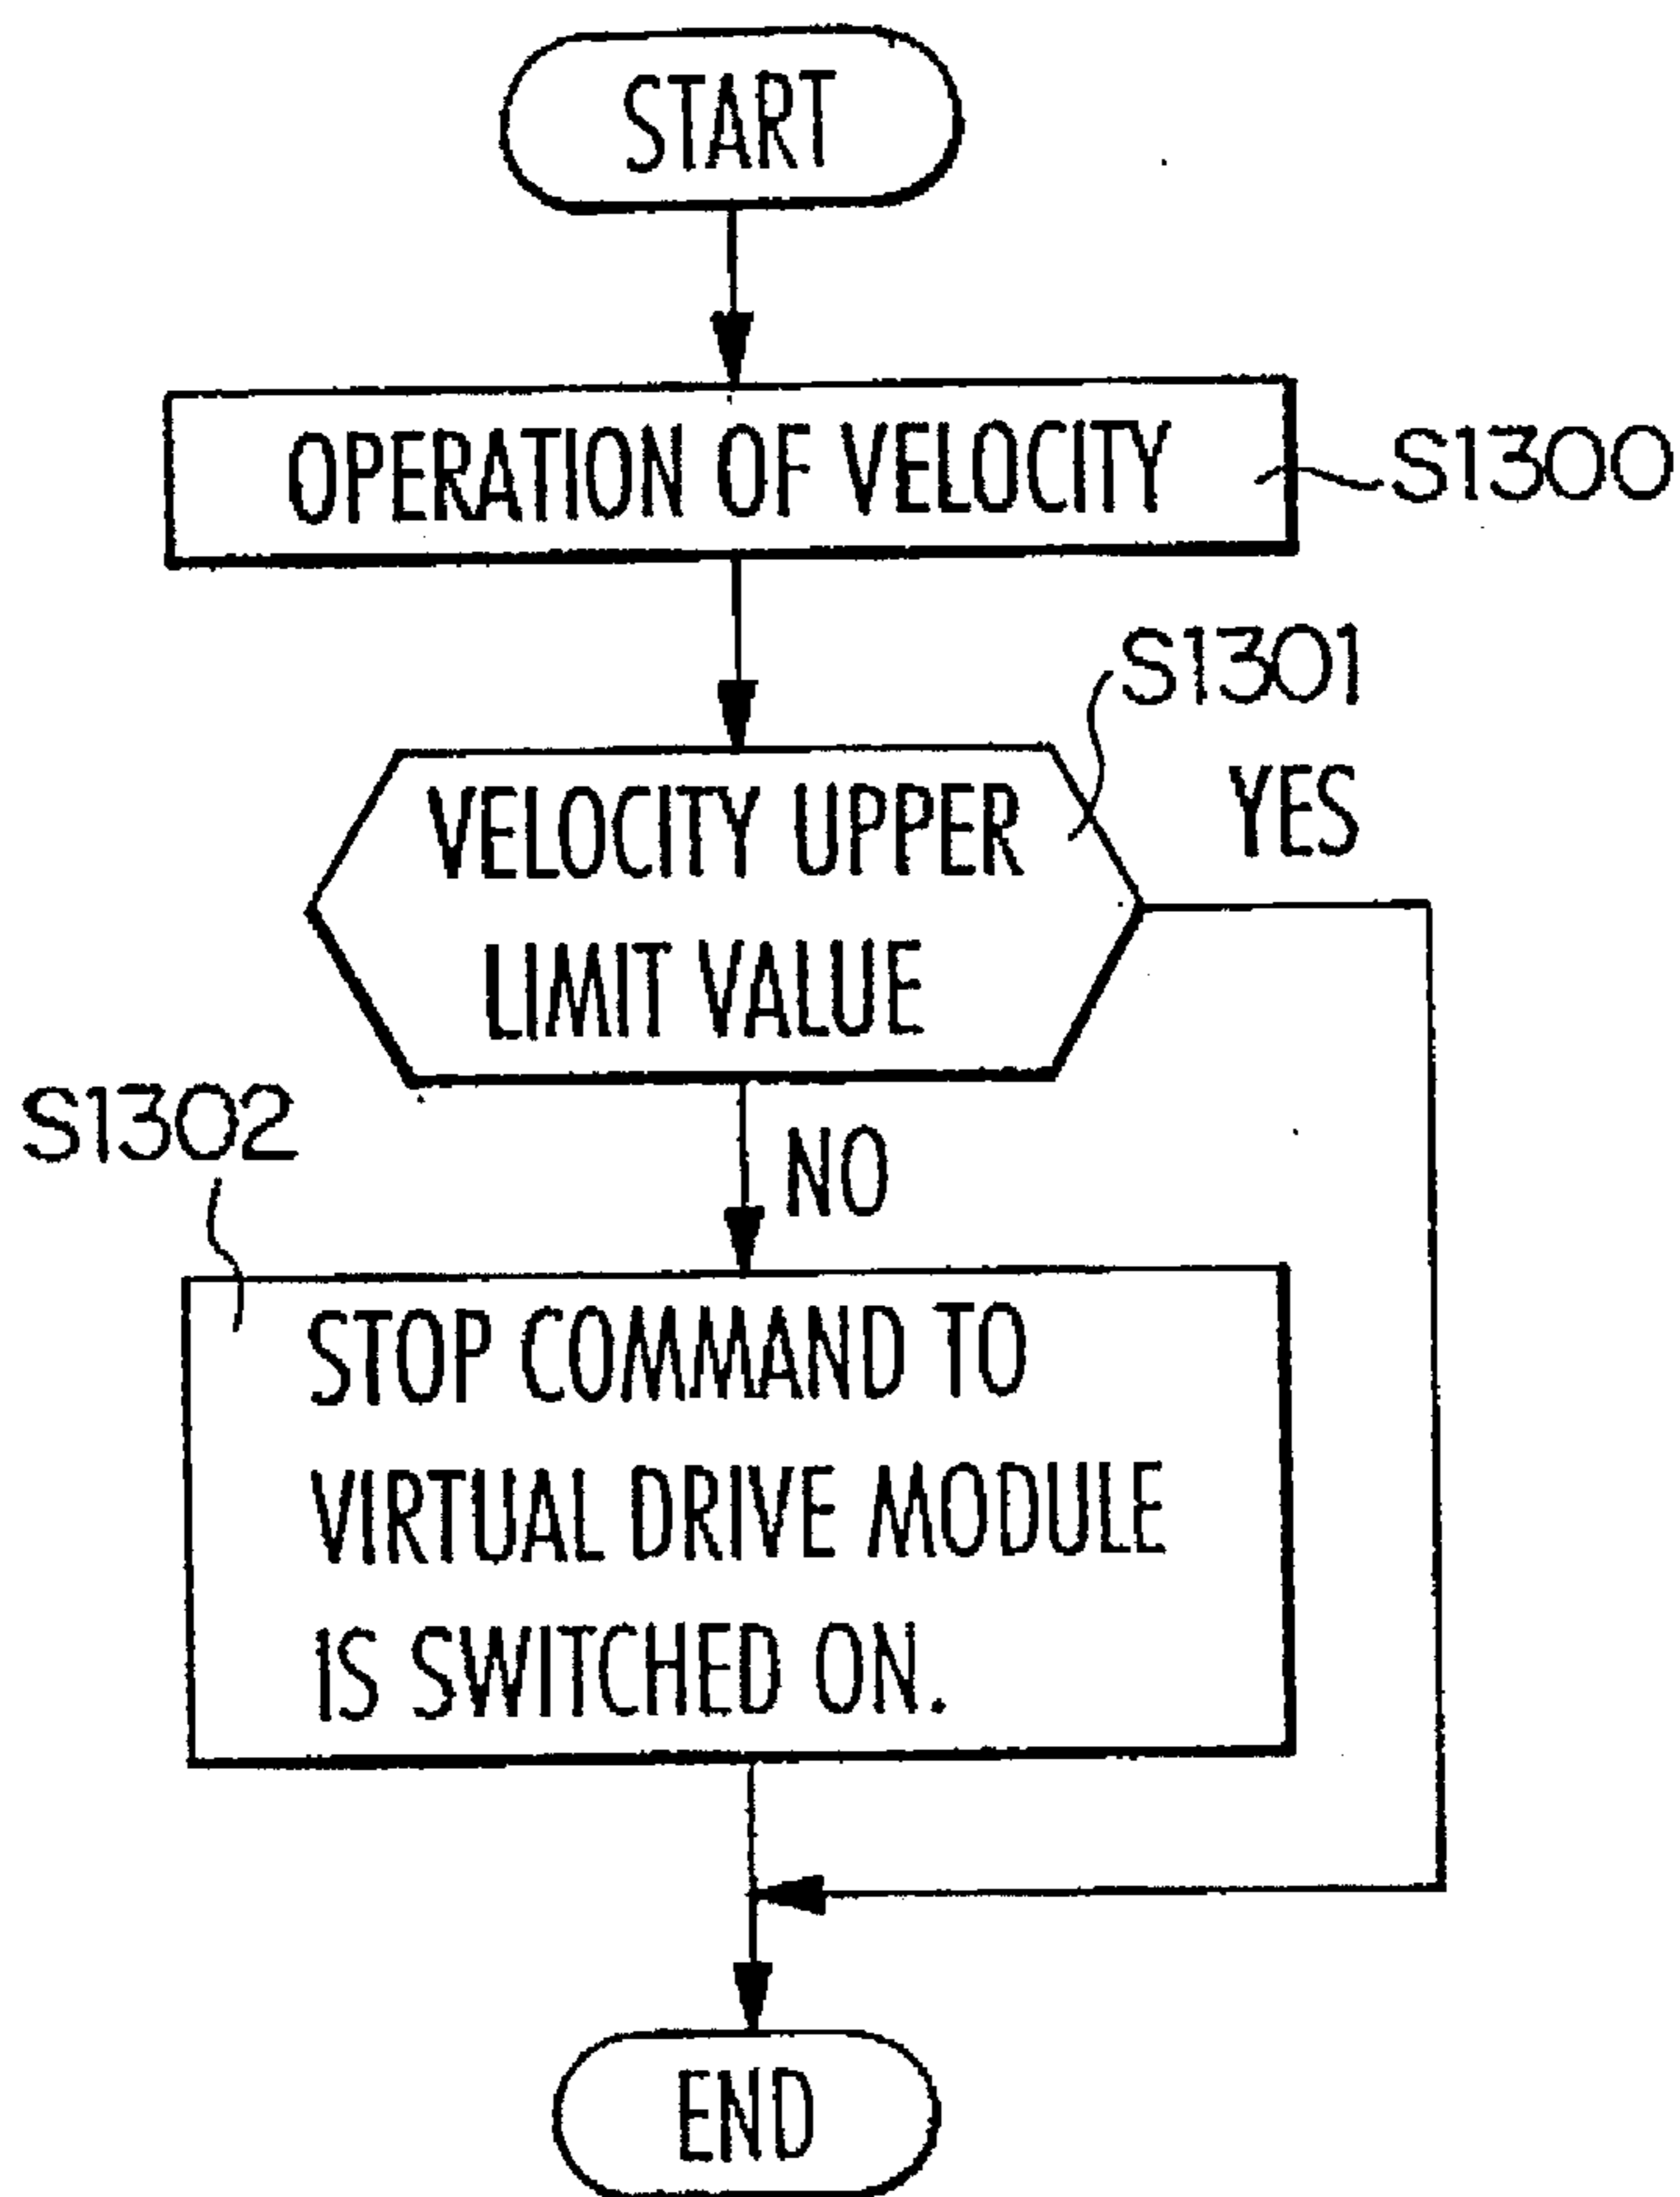 START
OPERATION OF VELOCITY
S1300
S1301
VELOCITY UPPER
LIMIT VALUE
YES
S1302
NO
STOP COMMAND TO
VIRTUAL DRIVE MODULE
IS SWITCHED ON.
END